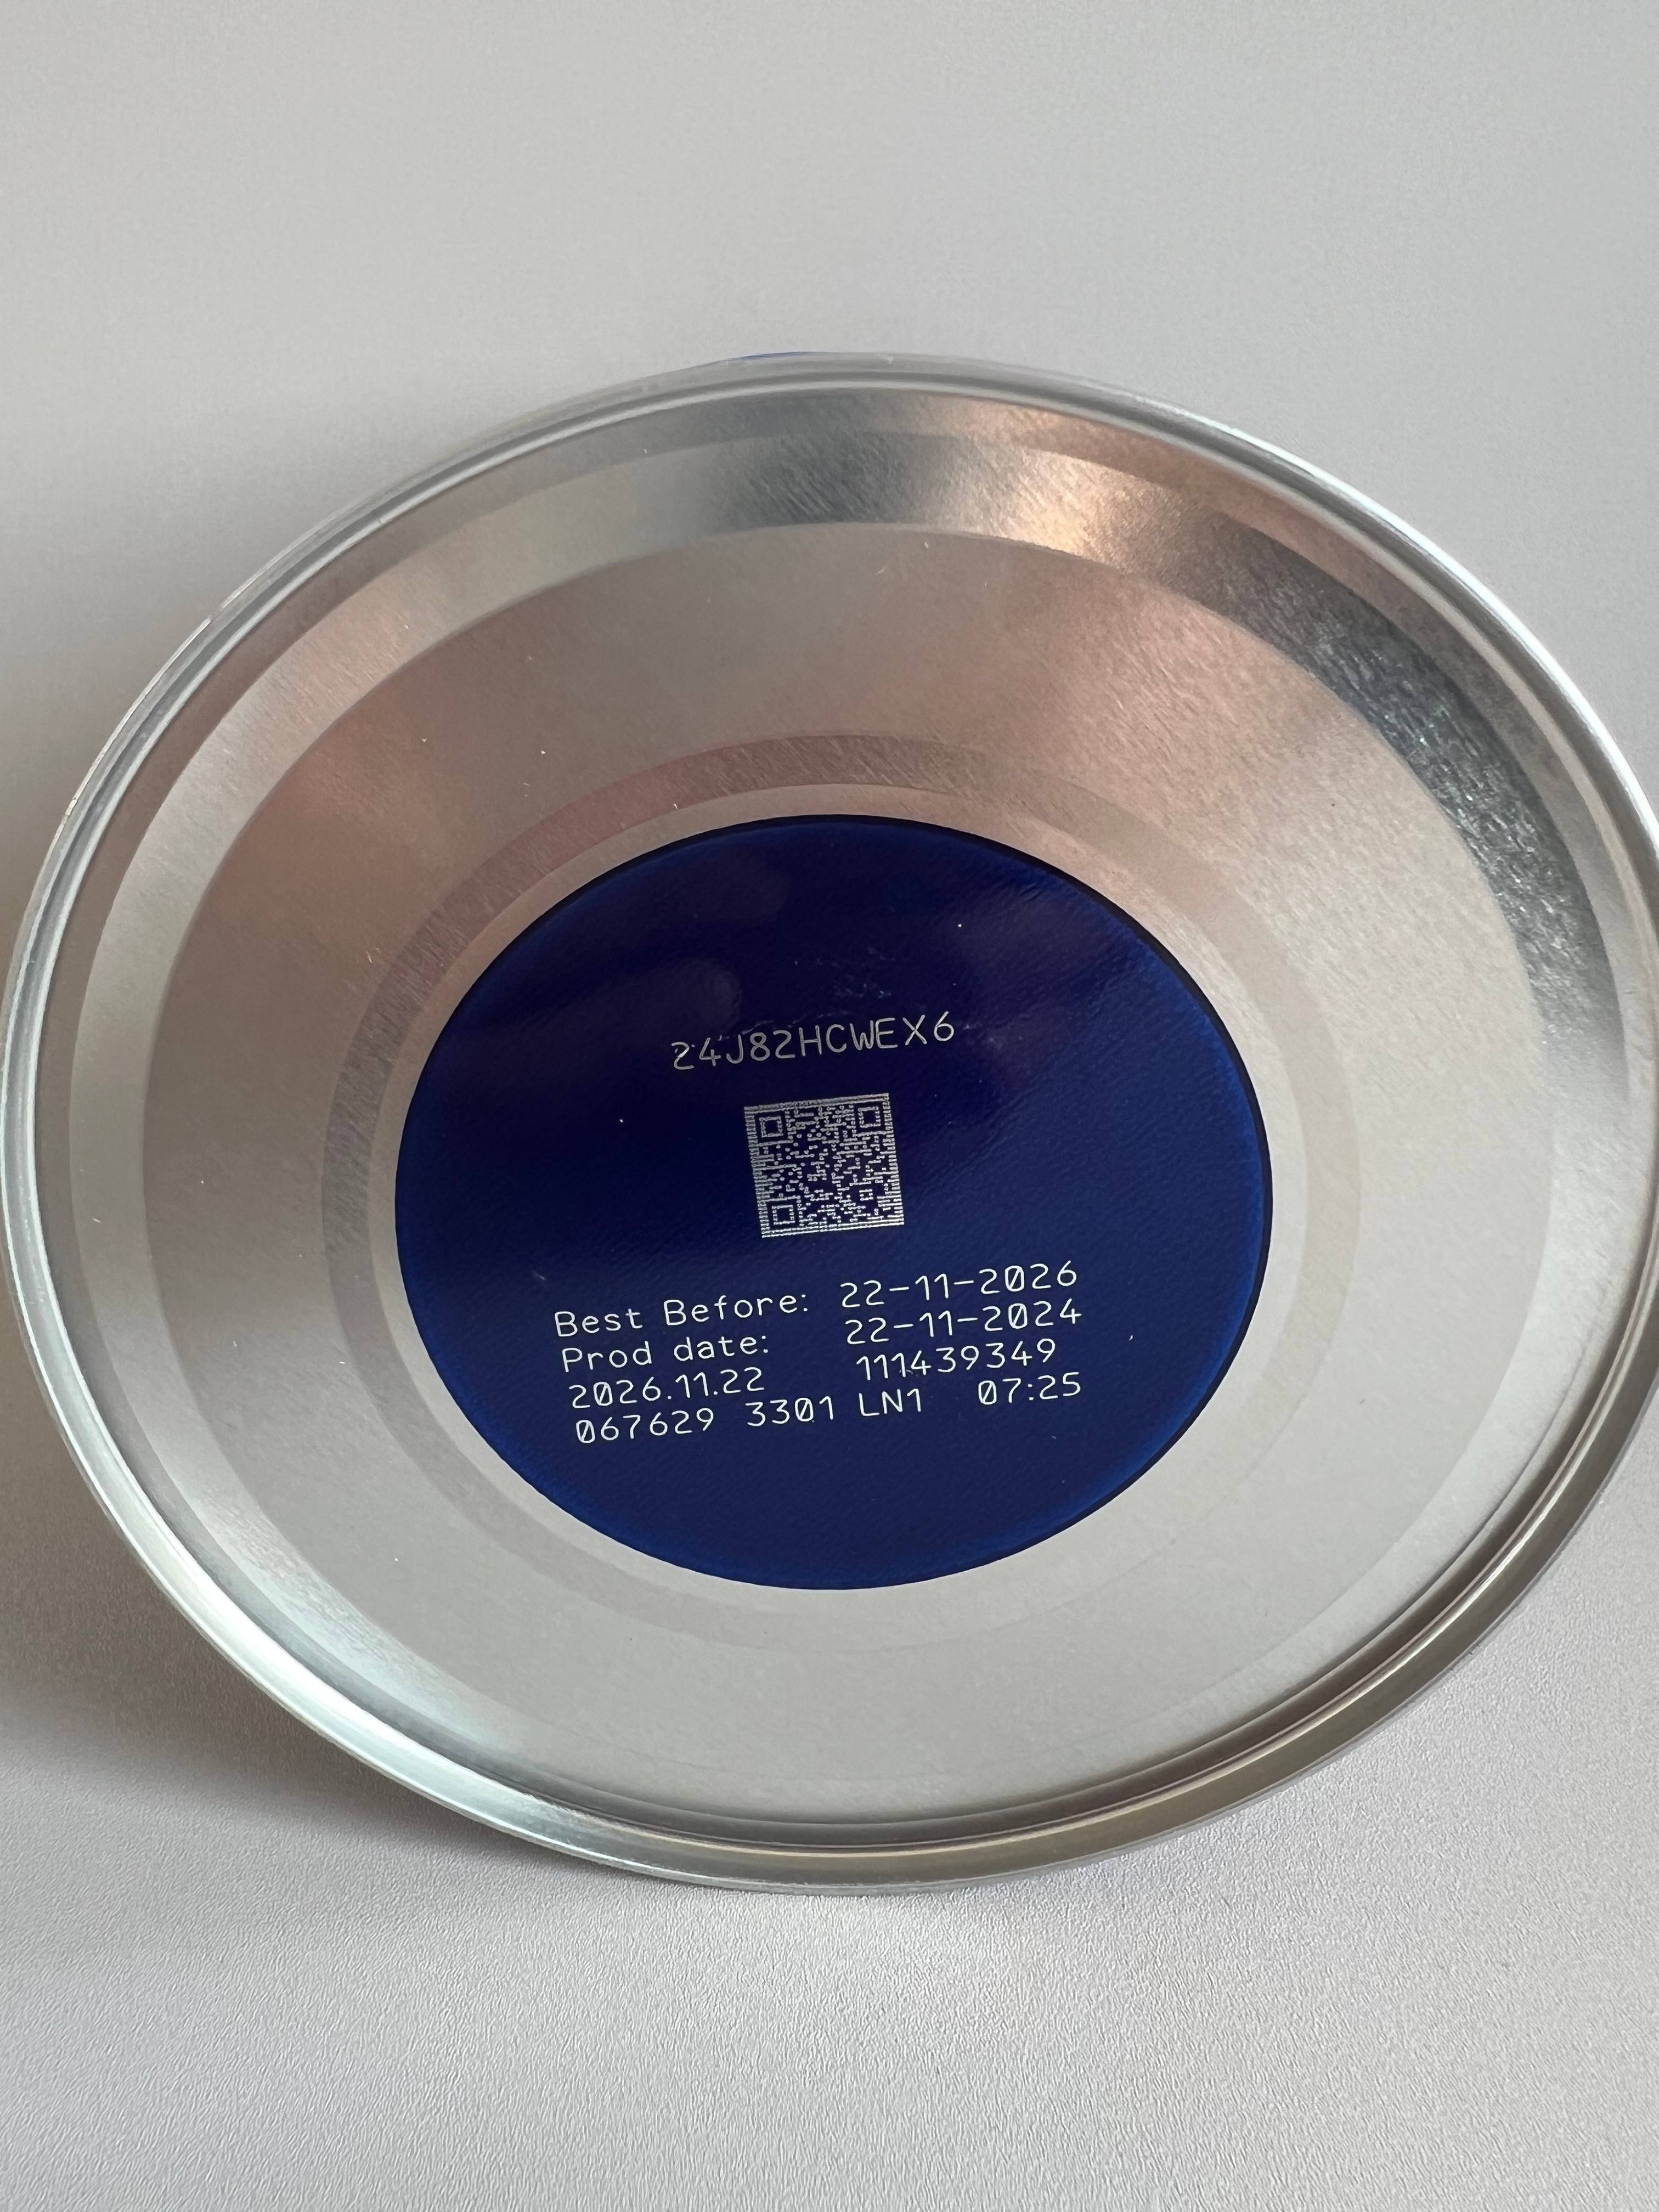 24J82HCWEX6
Best Before: 22-11-2026
Prod date: 22-11-2024
2026.11.22 111439349
067629 3301 LN1 07:25